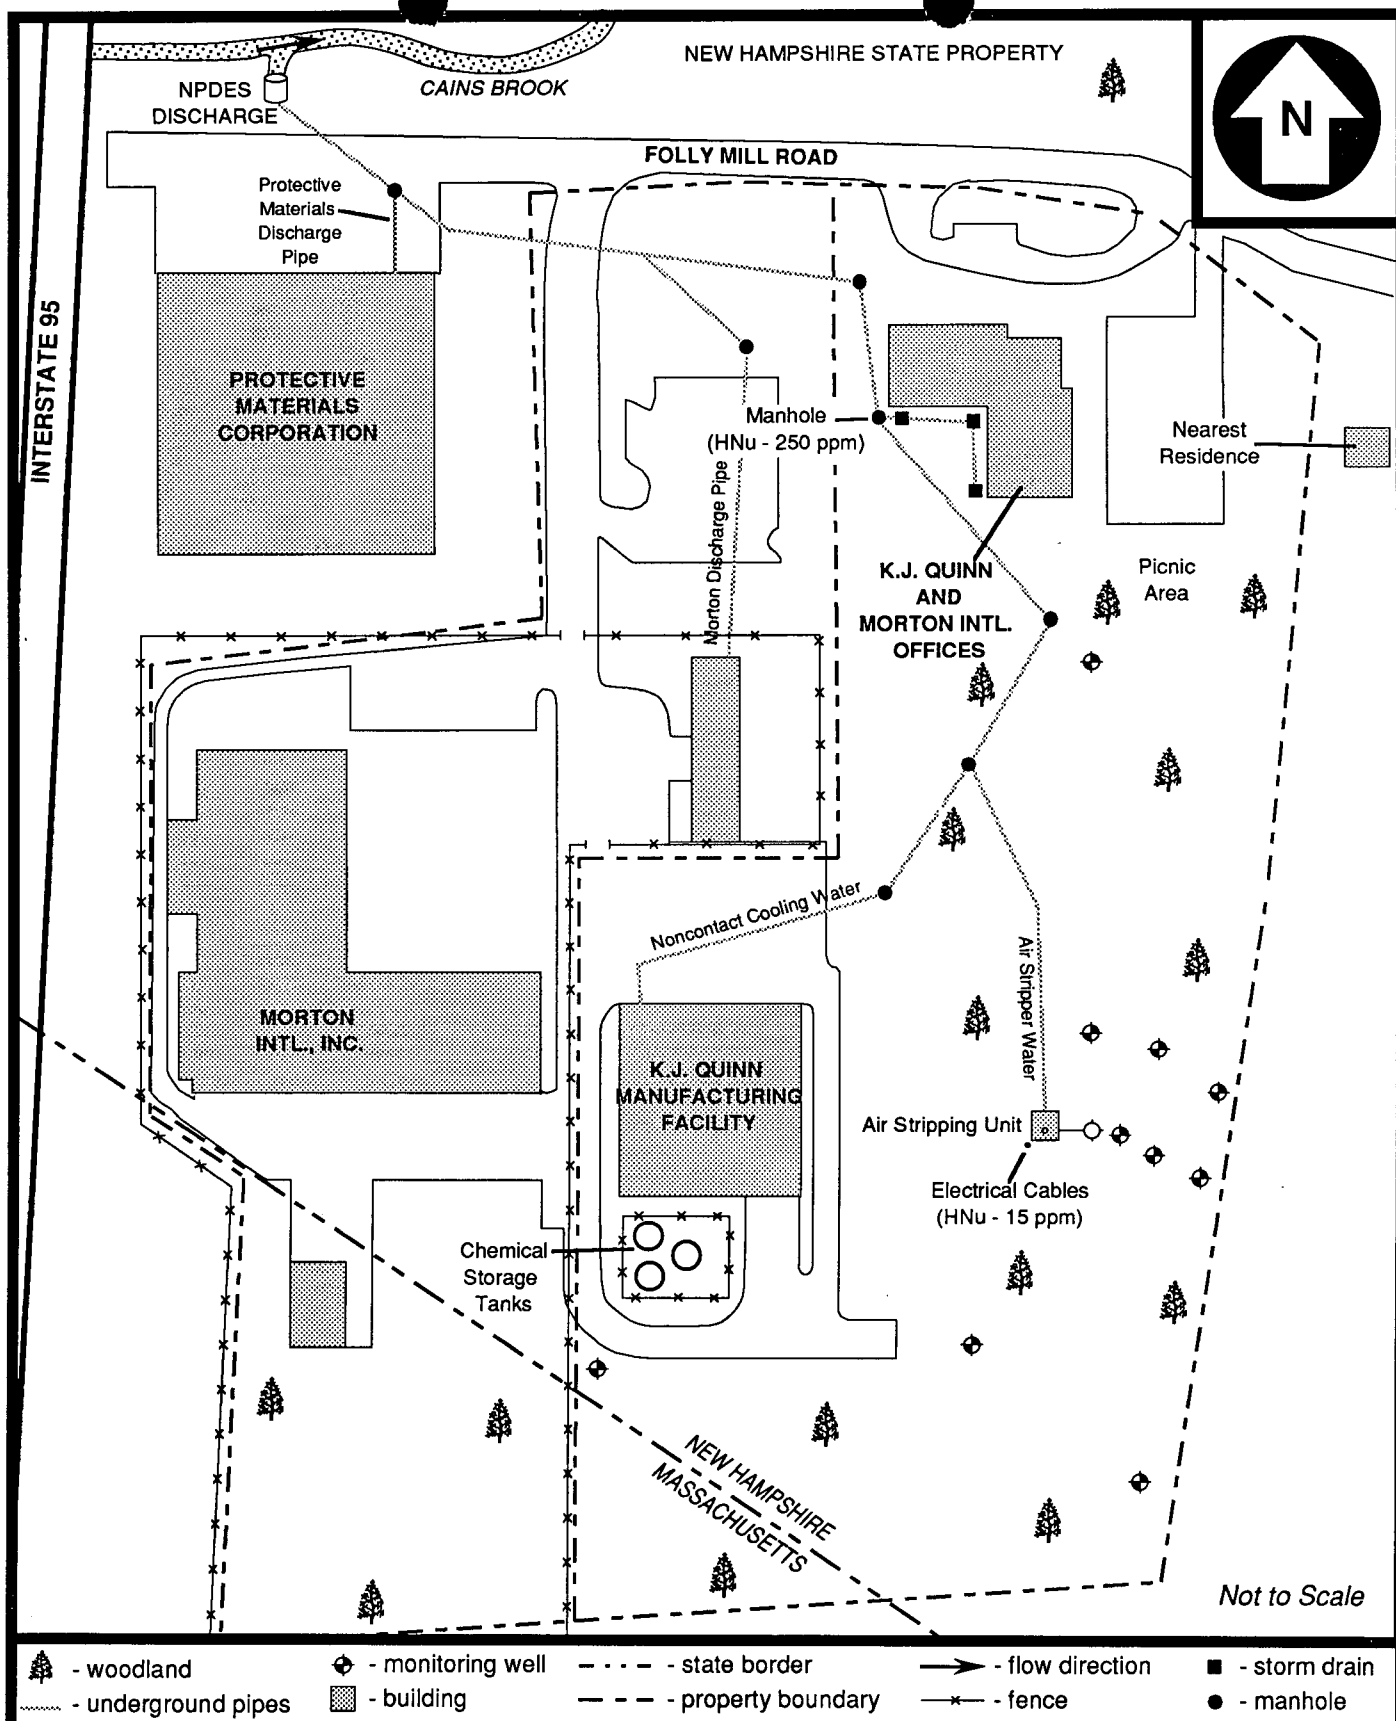 NEW HAMPSHIRE STATE PROPERTY
N
NPDES
DISCHARGE
CAINS BROOK
FOLLY MILL ROAD
Protective
Materials
Discharge
Pipe
INTERSTATE 95
PROTECTIVE
MATERIALS
CORPORATION
Manhole
(HNu - 250 ppm)
Nearest
Residence
Morton Discharge Pipe
K.J. QUINN
AND
MORTON INTL.
OFFICES
Picnic
Area
Noncontact Cooling Water
Air Stripper Water
MORTON
INTL., INC.
K.J. QUINN
MANUFACTURING
FACILITY
Air Stripping Unit
Electrical Cables
(HNu - 15 ppm)
Chemical
Storage
Tanks
NEW HAMPSHIRE
MASSACHUSETTS
Not to Scale
- woodland
- monitoring well
- state border
- flow direction
- storm drain
- underground pipes
- building
- property boundary
- fence
- manhole